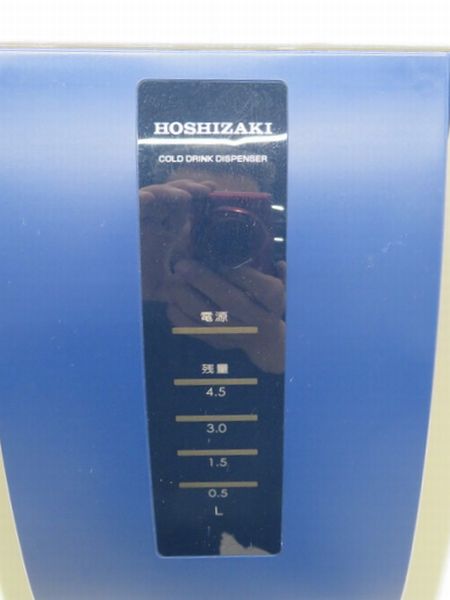 HOSHIZAKI
COLD DRINK DISPENSER
電源
残量
4.5
3.0
1.5
0.5
L